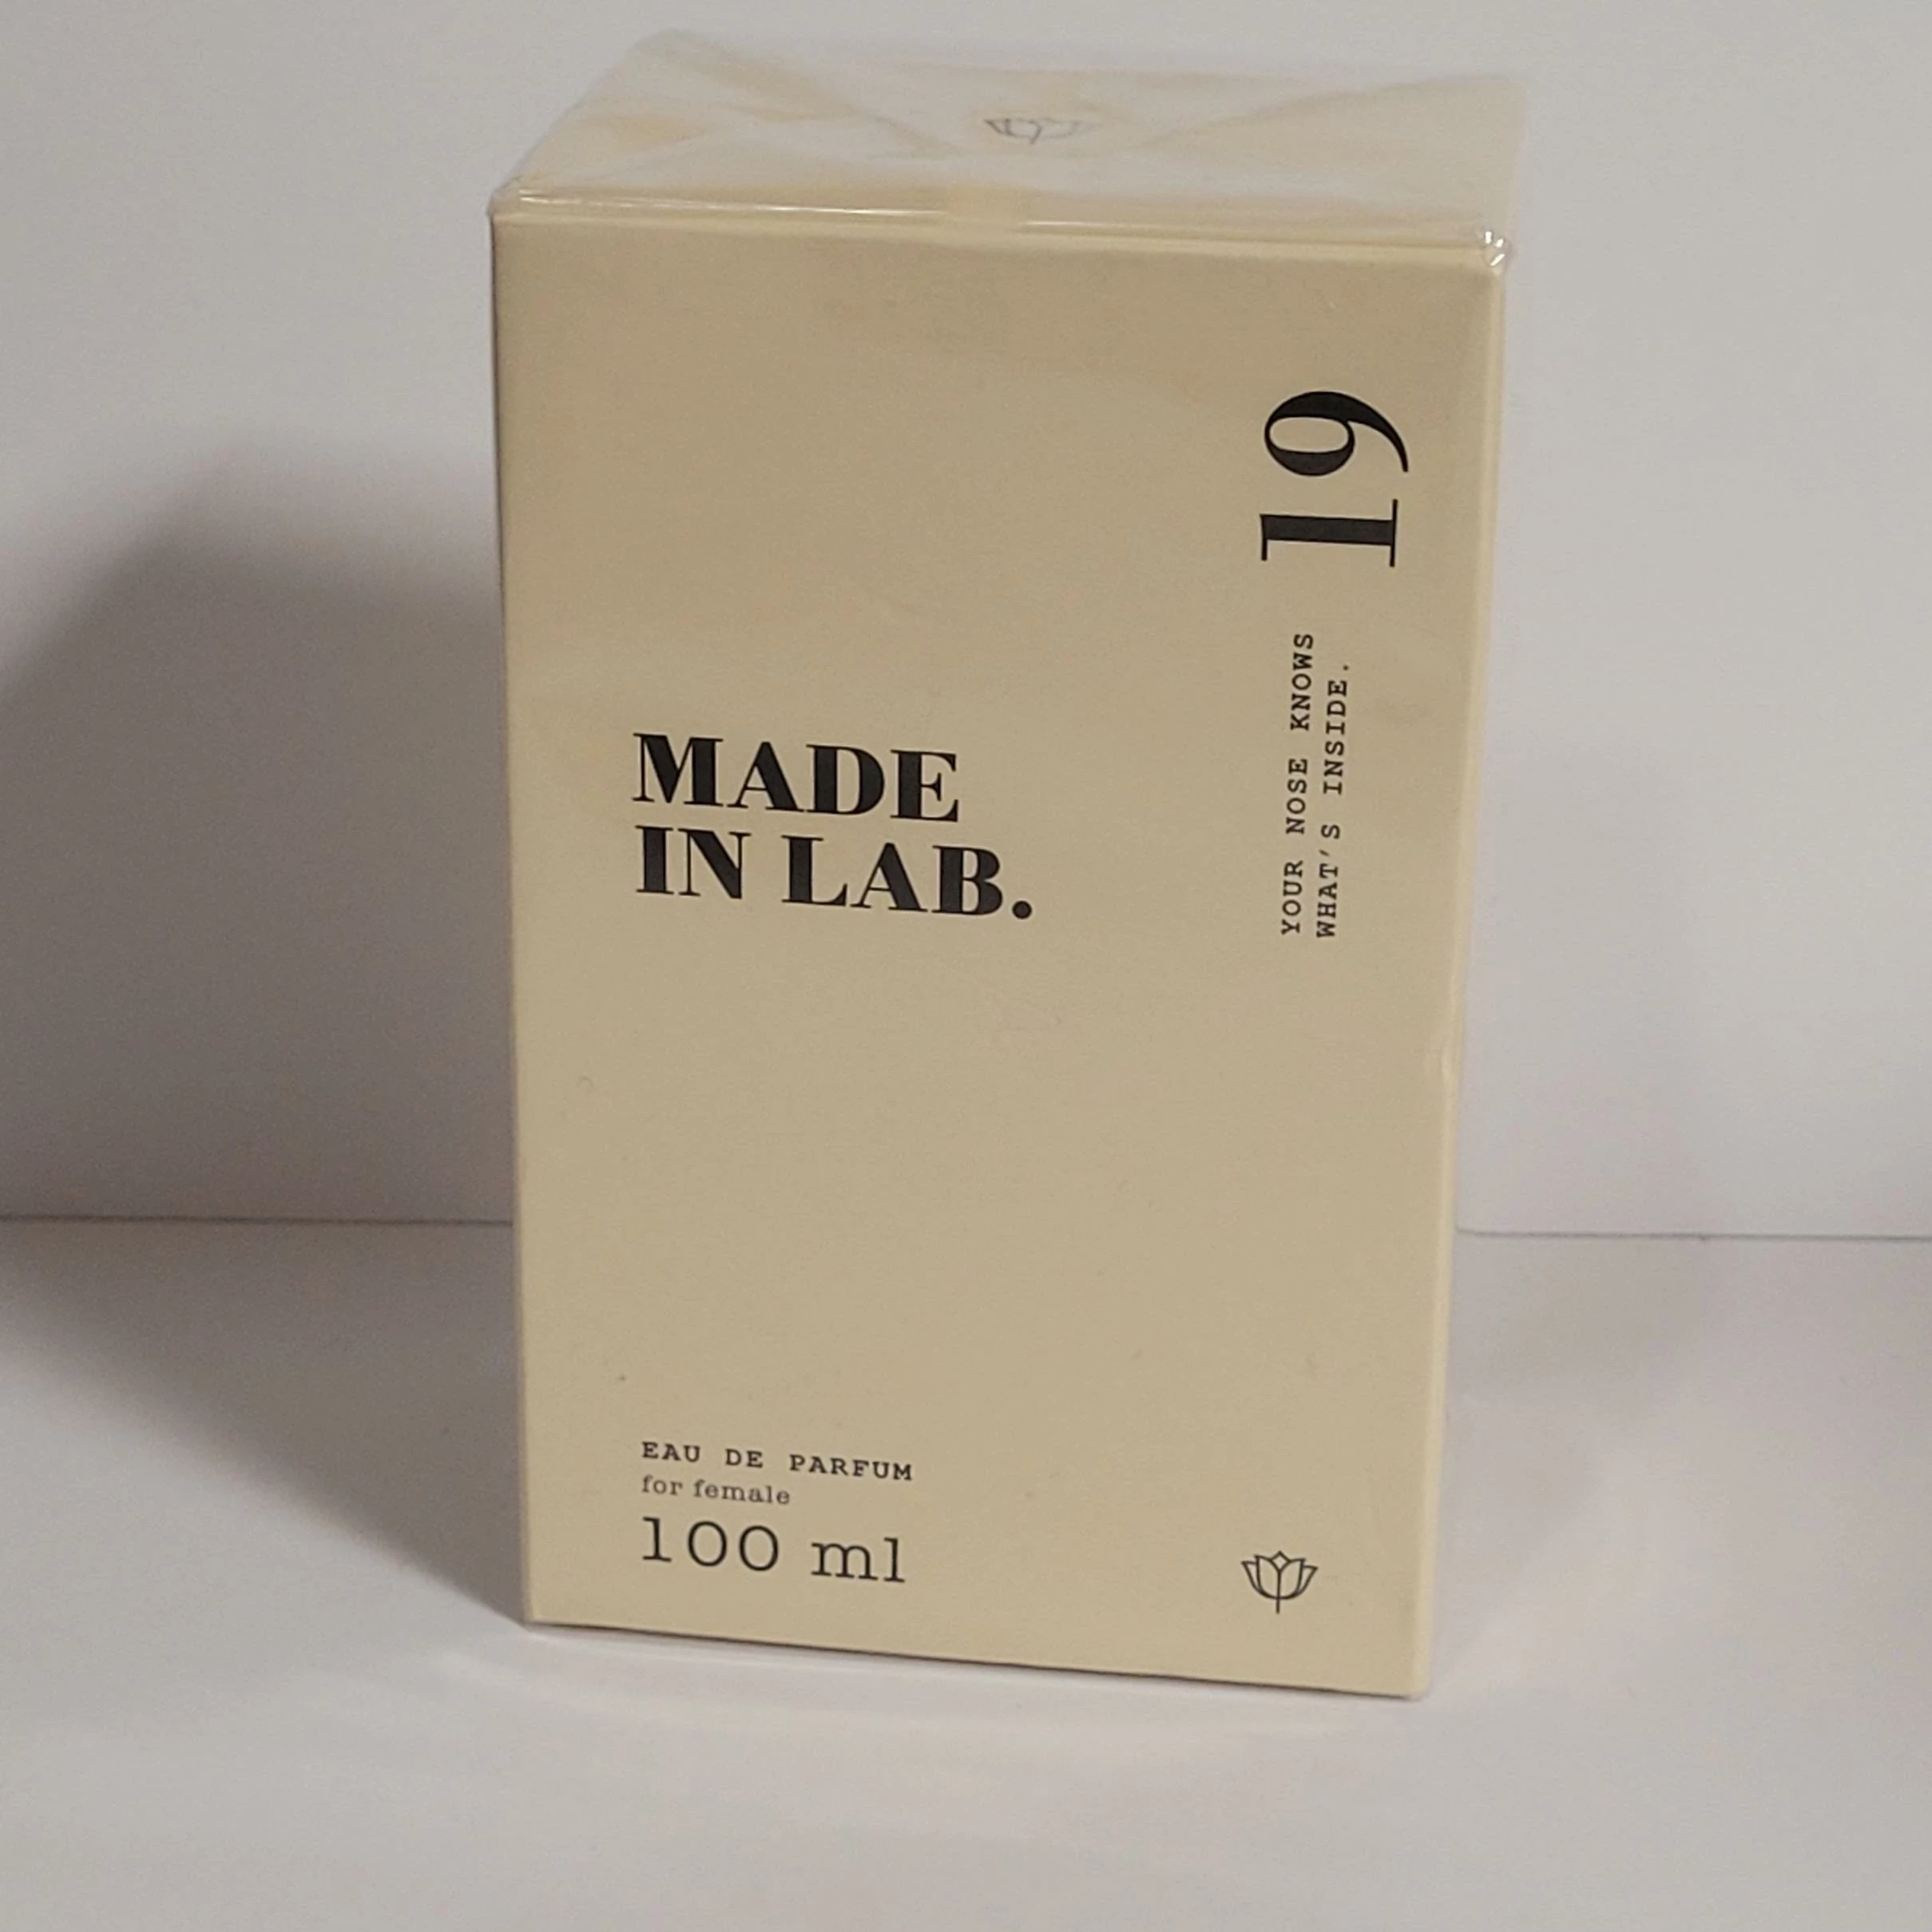 19
YOUR NOSE KNOWS
WHAT'S INSIDE.
MADE
IN LAB.
EAU DE PARFUM
for female
100 ml